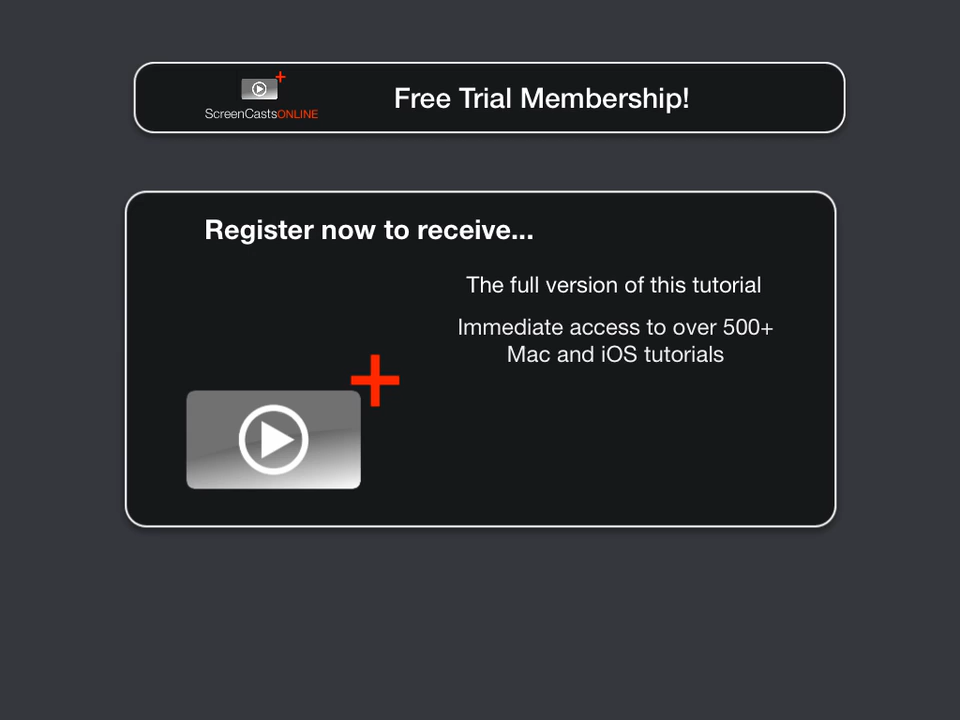 ScreenCastsONLINE
Free Trial Membership!
Register now to receive...
The full version of this tutorial
Immediate access to over 500+
Mac and iOS tutorials